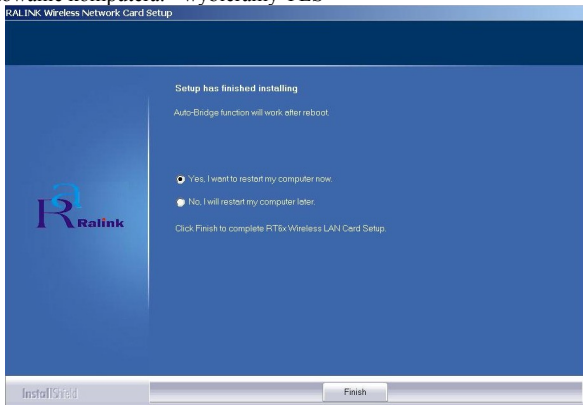 wybieramy YES
RALINK Wireless Network Card Setup
Setup has finished installing
Auto-Bridge function will work after reboot.
Yes, I want to restart my computer now.
No, I will restart my computer later.
Ralink
Click Finish to complete RT6x Wireless LAN Card Setup.
InstallShield
Finish